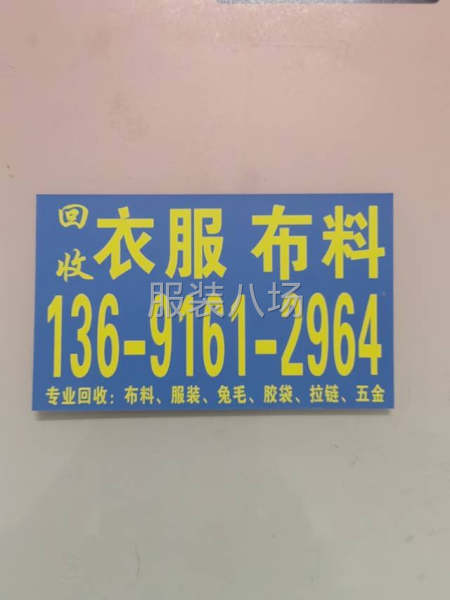 回收 衣服 布料
136-9161-2964
服装八场
专业回收：布料、服装、兔毛、胶袋、拉链、五金